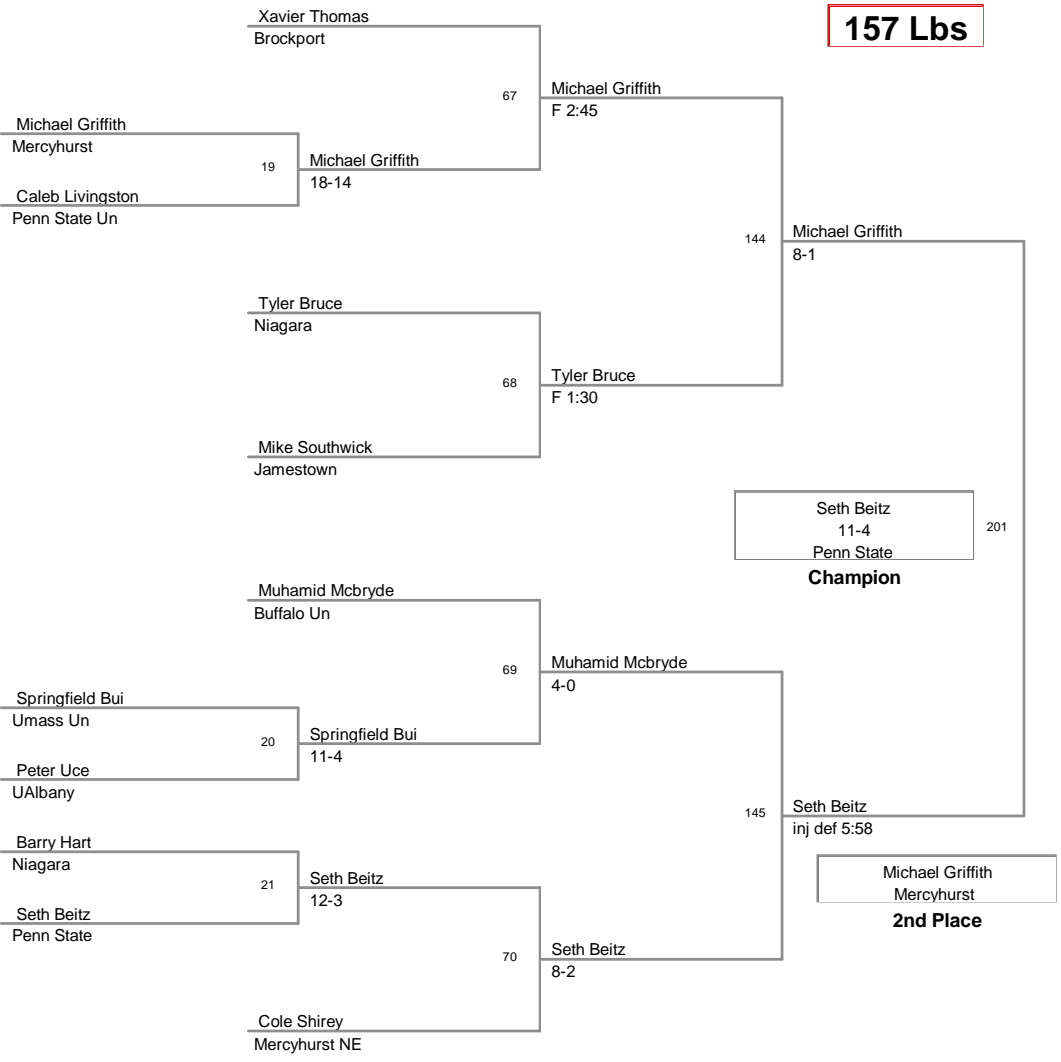 Xavier Thomas
Brockport
157 Lbs
67
Michael Griffith
F 2:45
Michael Griffith
Mercyhurst
19
Michael Griffith
18-14
Caleb Livingston
Penn State Un
144
Michael Griffith
8-1
Tyler Bruce
Niagara
68
Tyler Bruce
F 1:30
Mike Southwick
Jamestown
Seth Beitz
11-4
Penn State
201
Champion
Muhamid Mcbryde
Buffalo Un
69
Muhamid Mcbryde
4-0
Springfield Bui
Umass Un
20
Springfield Bui
11-4
Peter Uce
UAlbany
145
Seth Beitz
inj def 5:58
Barry Hart
Niagara
21
Seth Beitz
12-3
Seth Beitz
Penn State
Michael Griffith
Mercyhurst
2nd Place
70
Seth Beitz
8-2
Cole Shirey
Mercyhurst NE